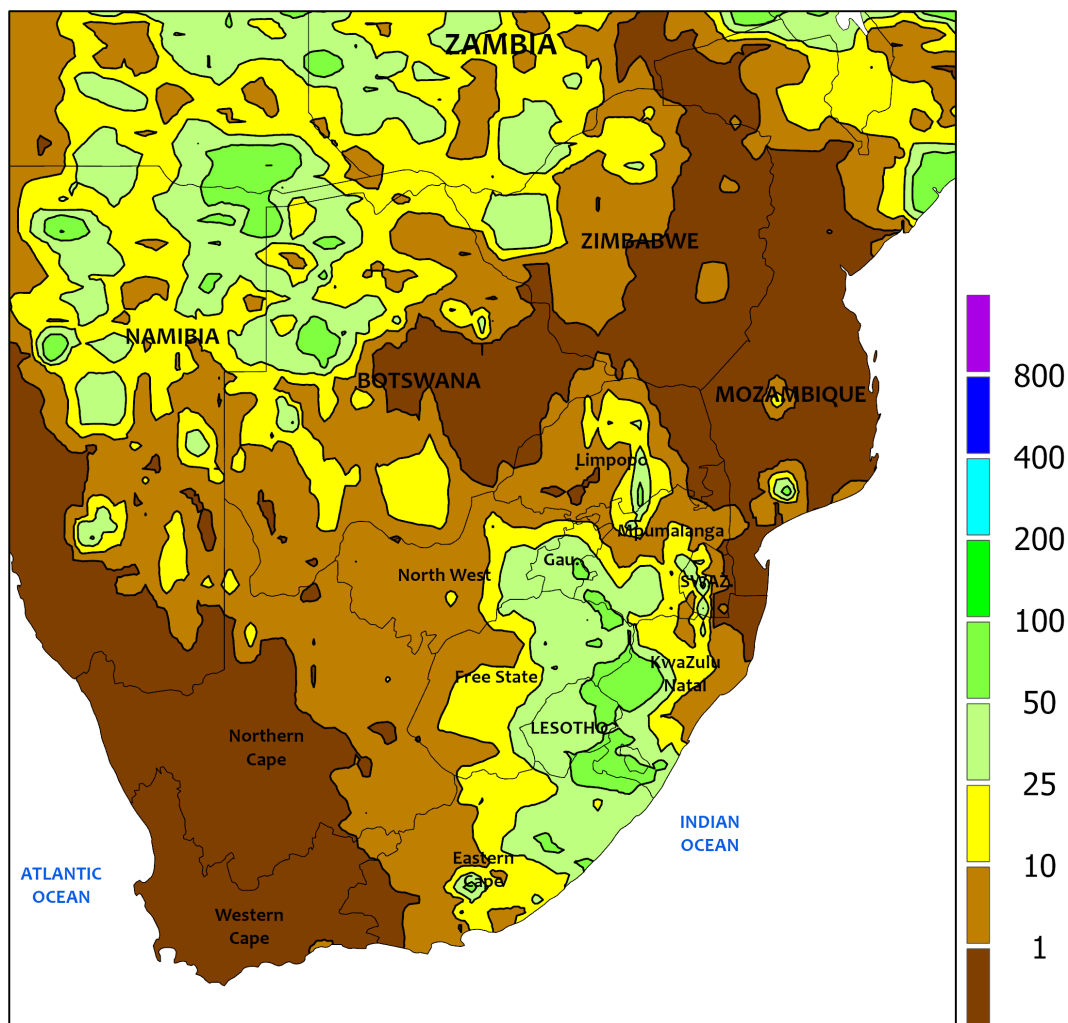 ZAMBIA
ZIMBABWE
NAMIBIA
BOTSWANA
MOZAMBIQUE
Limpopo
Mpumalanga
Gau.
North West
SWAZ.
KwaZulu
Natal
Free State
LESOTHO
Northern
Cape
INDIAN
OCEAN
Eastern
Cape
ATLANTIC
OCEAN
Western
Cape
800
400
200
100
50
25
10
1